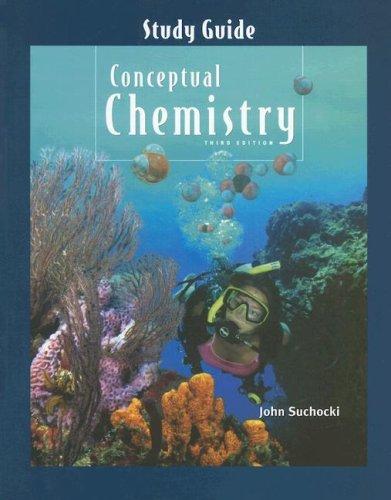 Study Guide
Conceptual
Chemistry
THIRD EDITION
John Suchocki